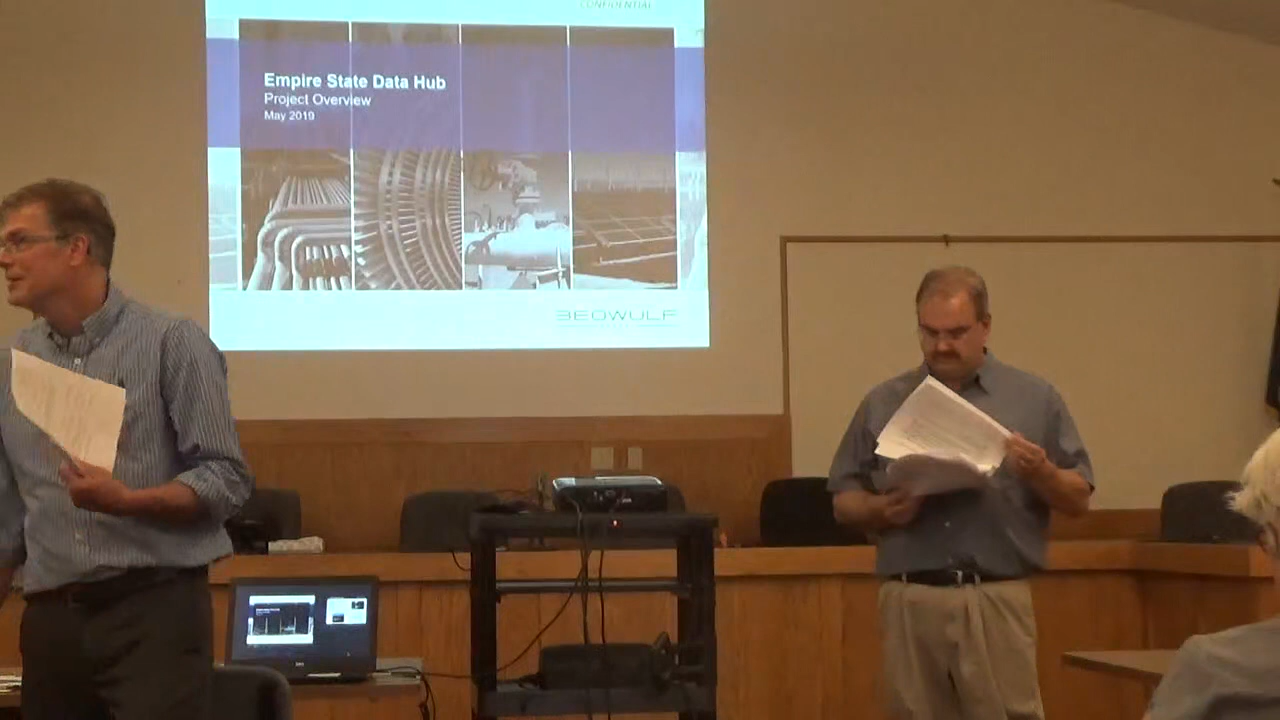 CONFIDENTIAL
Empire State Data Hub
Project Overview
May 2019
BEOWULF